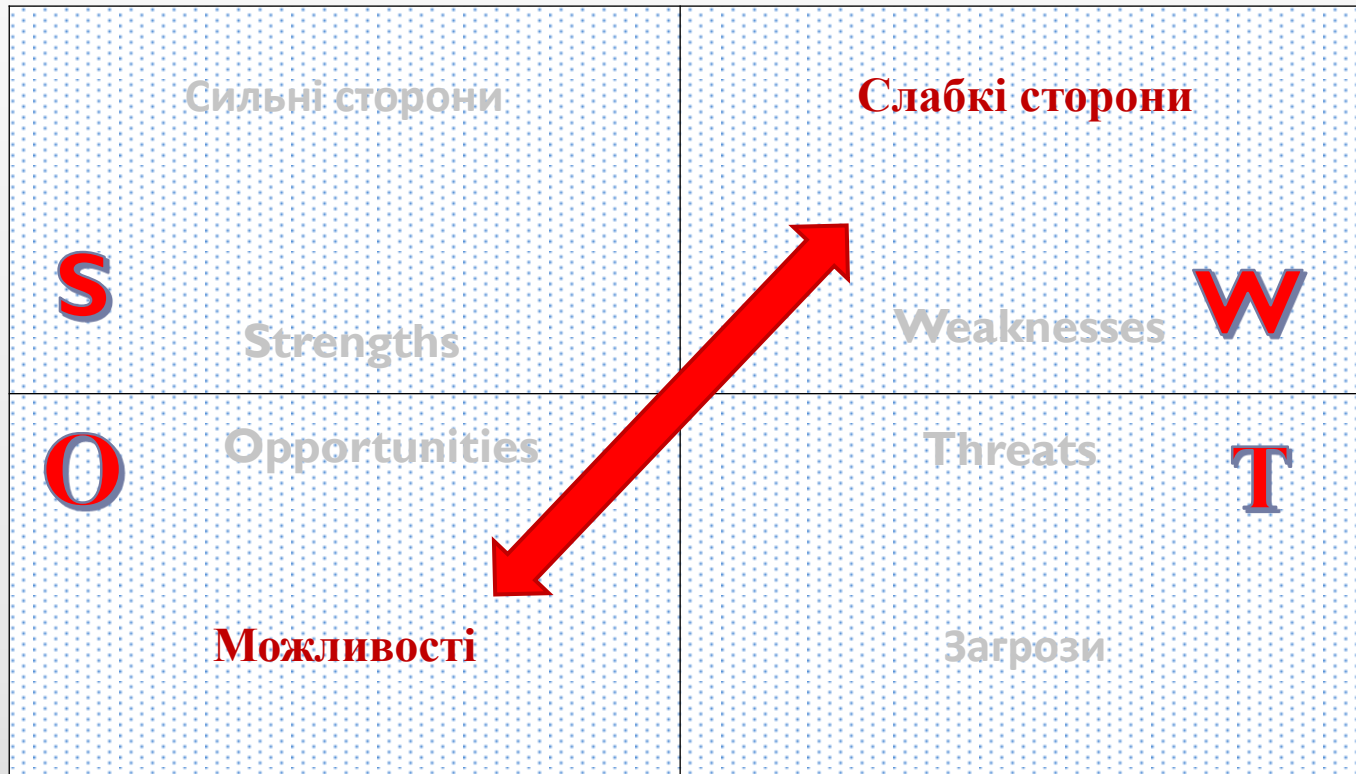 Сильні сторони
Слабкі сторони
S
W
Strengths
Weaknesses
O
Opportunities
Threats
T
Можливості
Загрози